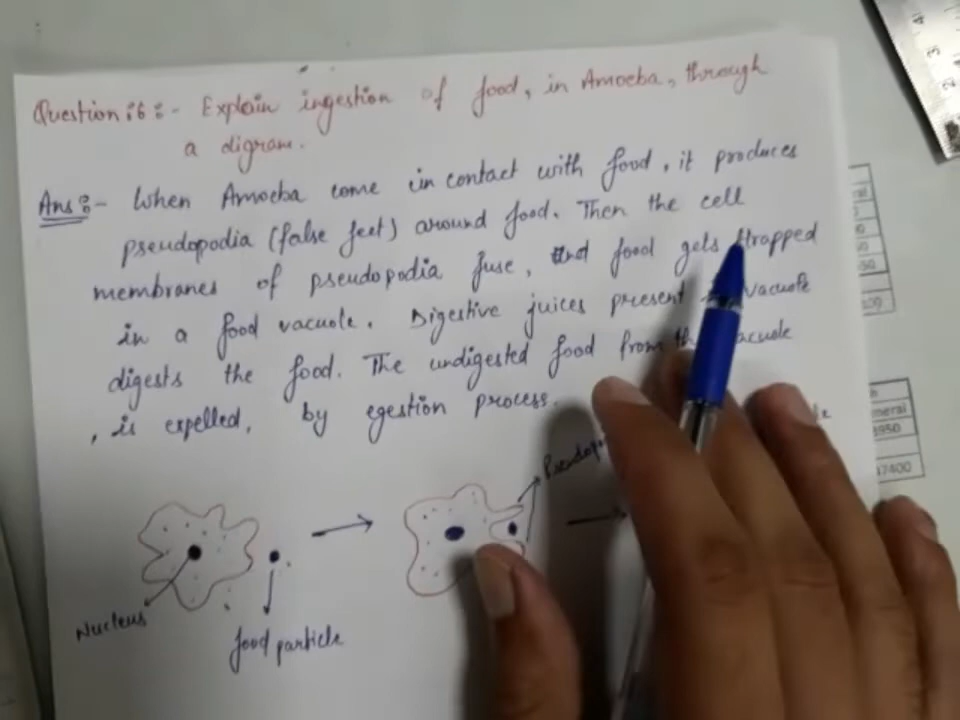 Question:6:- Explain ingestion of food, in Amoeba, through
a digram.
Ans:- When Amoeba come in contact with food, it produces
pseudopodia (false feet) around food. Then the cell
membranes of pseudopodia fuse, and food gets trapped
in a food vacuole. Digestive juices present vacuole
digests the food. The undigested food from
, is expelled, by egestion process.
Nucleus
food particle
4
3
2